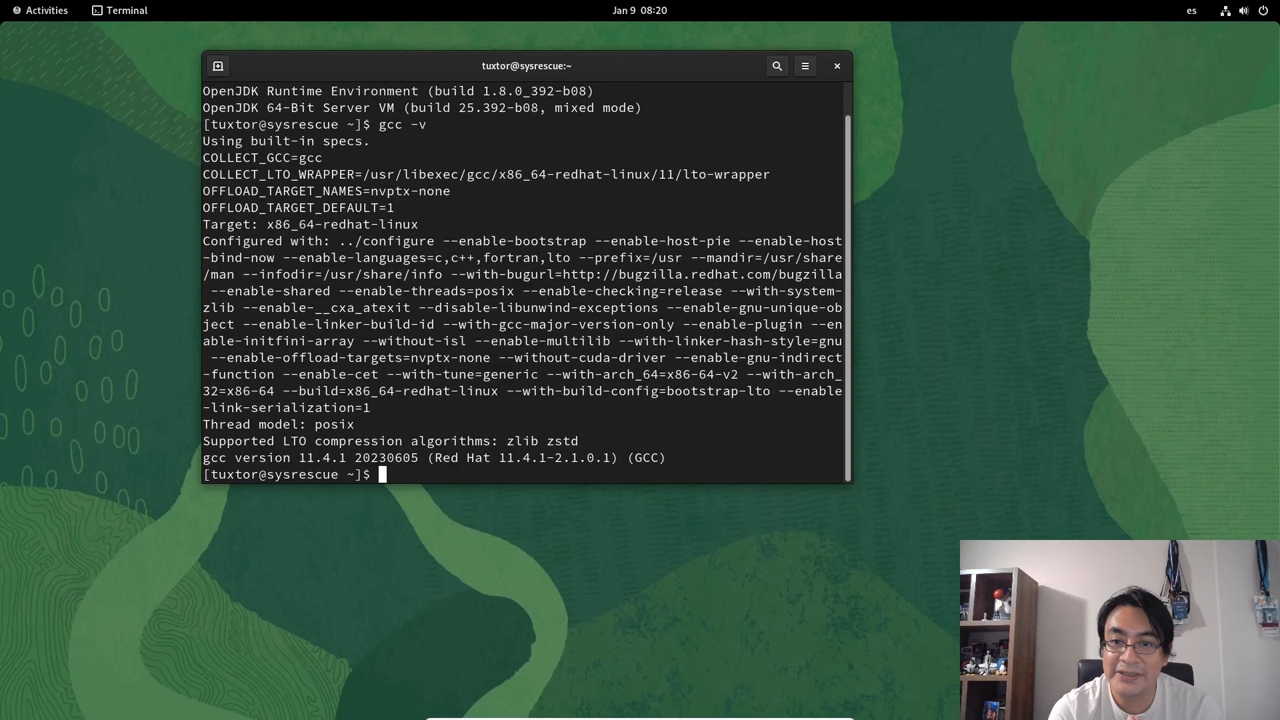 Activities
Terminal
Jan 9 08:20
es
tuxtor@sysrescue:~
OpenJDK Runtime Environment (build 1.8.0_392-b08)
OpenJDK 64-Bit Server VM (build 25.392-b08, mixed mode)
[tuxtor@sysrescue ~]$ gcc -v
Using built-in specs.
COLLECT_GCC=gcc
COLLECT_LTO_WRAPPER=/usr/libexec/gcc/x86_64-redhat-linux/11/lto-wrapper
OFFLOAD_TARGET_NAMES=nvptx-none
OFFLOAD_TARGET_DEFAULT=1
Target: x86_64-redhat-linux
Configured with: ../configure --enable-bootstrap --enable-host-pie --enable-host
-bind-now --enable-languages=c,c++,fortran,lto --prefix=/usr --mandir=/usr/share
/man --infodir=/usr/share/info --with-bugurl=http://bugzilla.redhat.com/bugzilla
 --enable-shared --enable-threads=posix --enable-checking=release --with-system-
zlib --enable-__cxa_atexit --disable-libunwind-exceptions --enable-gnu-unique-ob
ject --enable-linker-build-id --with-gcc-major-version-only --enable-plugin --en
able-initfini-array --without-isl --enable-multilib --with-linker-hash-style=gnu
 --enable-offload-targets=nvptx-none --without-cuda-driver --enable-gnu-indirect
-function --enable-cet --with-tune=generic --with-arch_64=x86-64-v2 --with-arch_
32=x86-64 --build=x86_64-redhat-linux --with-build-config=bootstrap-lto --enable
-link-serialization=1
Thread model: posix
Supported LTO compression algorithms: zlib zstd
gcc version 11.4.1 20230605 (Red Hat 11.4.1-2.1.0.1) (GCC)
[tuxtor@sysrescue ~]$